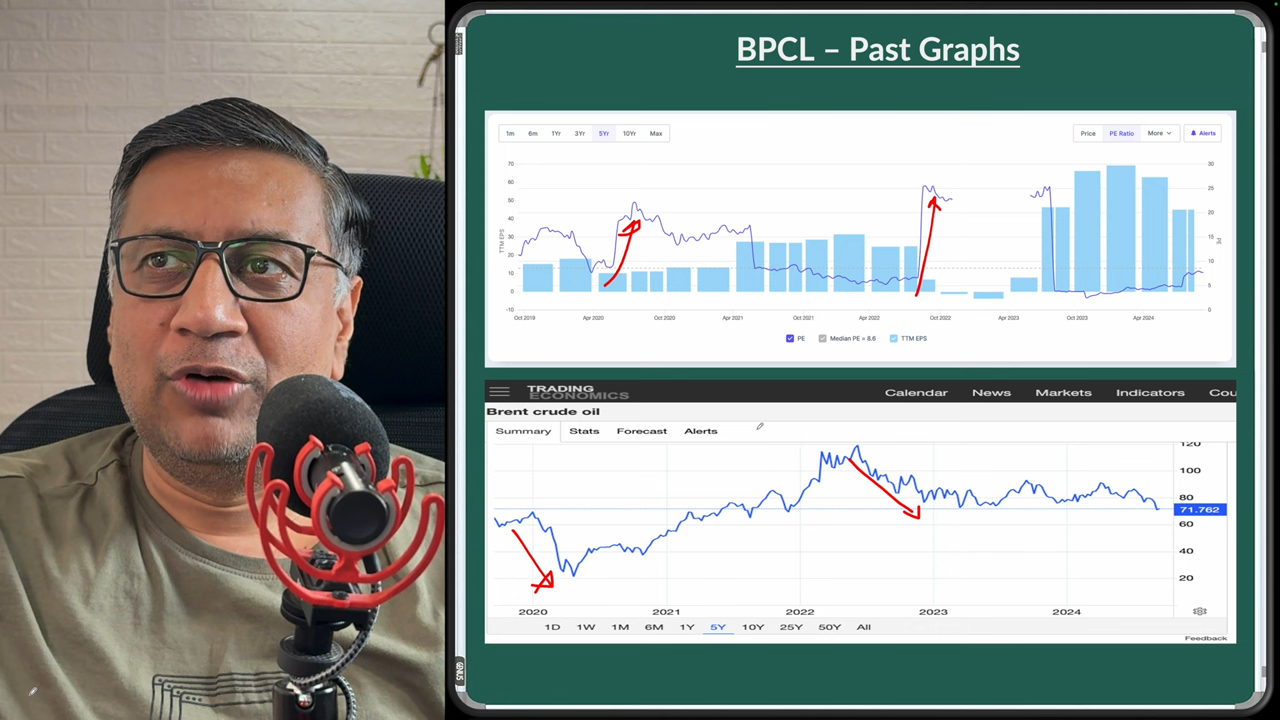 BPCL – Past Graphs
1m 6m 1Yr 3Yr 5Yr 10Yr Max
Price PE Ratio More Alerts
70
60
50
40
30
20
10
0
-10
TTM EPS
30
25
20
15
10
5
0
PE
Oct 2019 Apr 2020 Oct 2020 Apr 2021 Oct 2021 Apr 2022 Oct 2022 Apr 2023 Oct 2023 Apr 2024
PE Median PE = 8.6 TTM EPS
TRADING
ECONOMICS
Calendar News Markets Indicators Cou
Brent crude oil
Summary Stats Forecast Alerts
120
100
80
71.762
60
40
20
2020 2021 2022 2023 2024
1D 1W 1M 6M 1Y 5Y 10Y 25Y 50Y All
Feedback